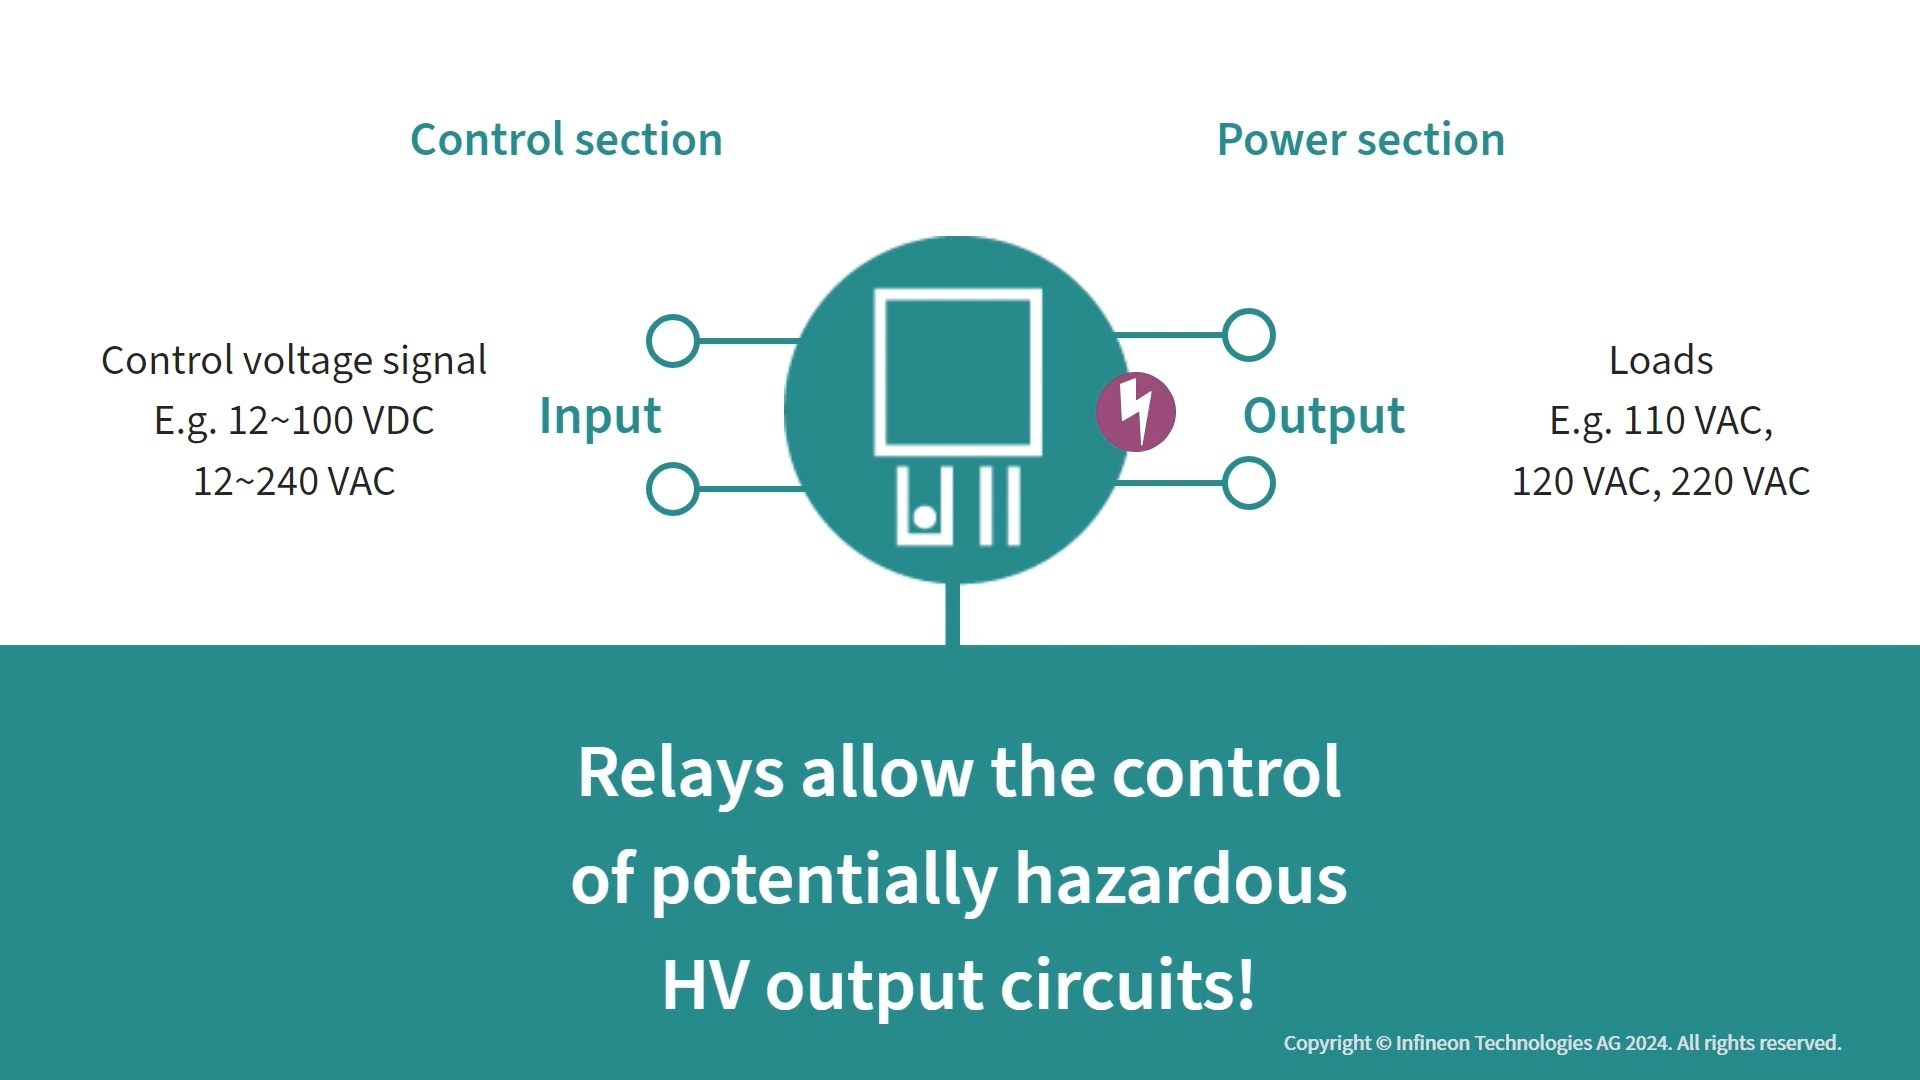 Control section
Power section
Control voltage signal
E.g. 12~100 VDC
12~240 VAC
Input
Output
Loads
E.g. 110 VAC,
120 VAC, 220 VAC
Relays allow the control
of potentially hazardous
HV output circuits!
Copyright © Infineon Technologies AG 2024. All rights reserved.